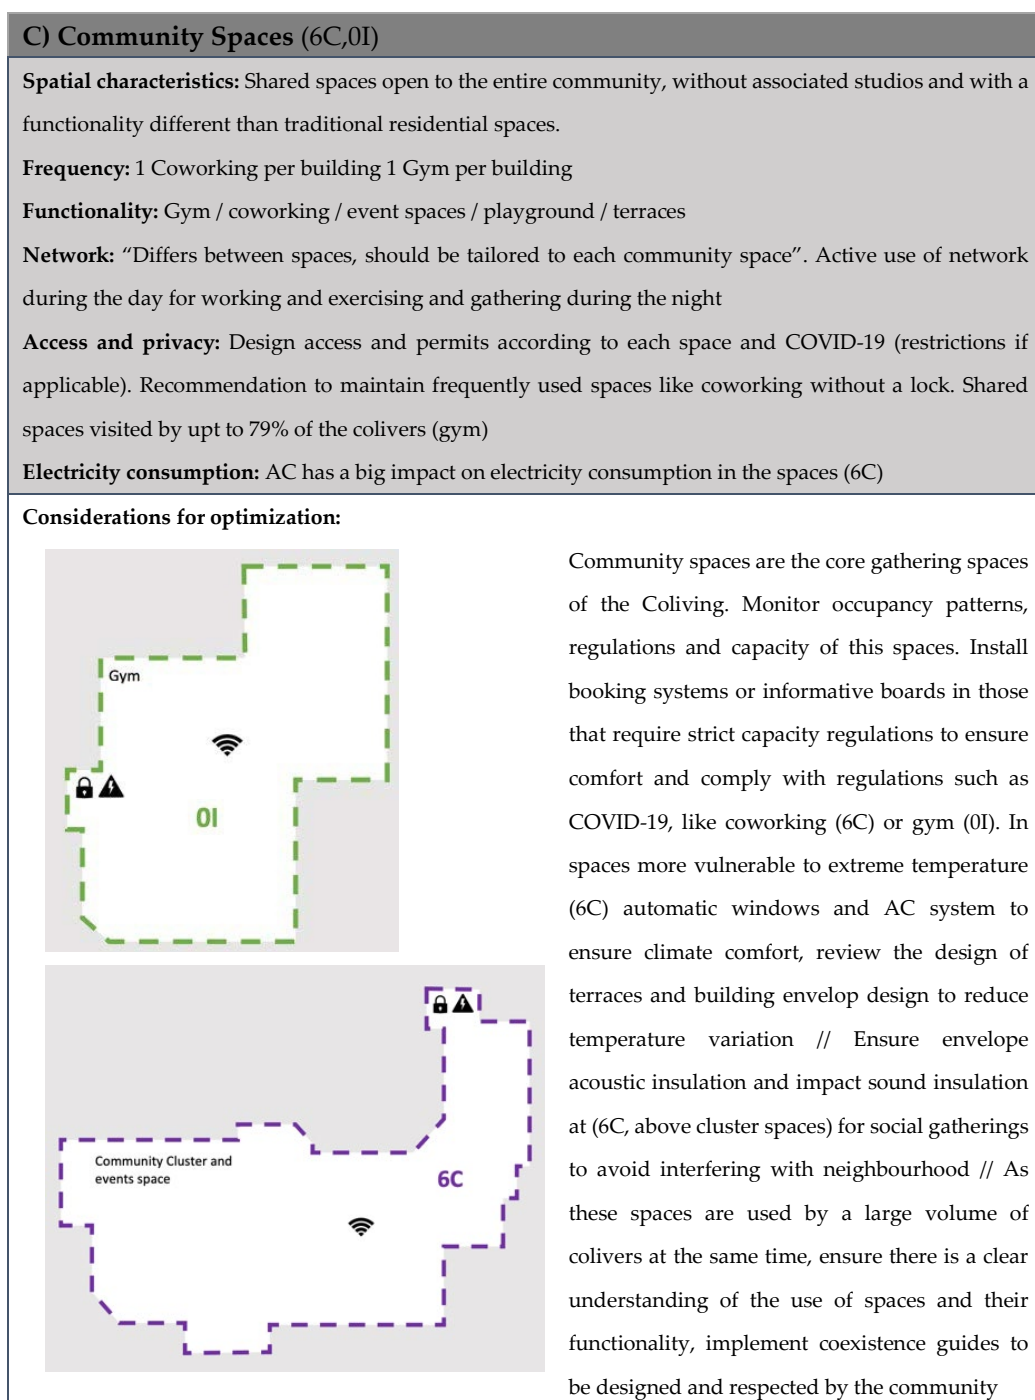 C) Community Spaces (6C,0I)
Spatial characteristics: Shared spaces open to the entire community, without associated studios and with a
functionality different than traditional residential spaces.
Frequency: 1 Coworking per building 1 Gym per building
Functionality: Gym / coworking / event spaces / playground / terraces
Network: “Differs between spaces, should be tailored to each community space”. Active use of network
during the day for working and exercising and gathering during the night
Access and privacy: Design access and permits according to each space and COVID-19 (restrictions if
applicable). Recommendation to maintain frequently used spaces like coworking without a lock. Shared
spaces visited by upt to 79% of the colivers (gym)
Electricity consumption: AC has a big impact on electricity consumption in the spaces (6C)
Considerations for optimization:
Gym
0I
Community Cluster and
events space
6C
Community spaces are the core gathering spaces
of the Coliving. Monitor occupancy patterns,
regulations and capacity of this spaces. Install
booking systems or informative boards in those
that require strict capacity regulations to ensure
comfort and comply with regulations such as
COVID-19, like coworking (6C) or gym (0I). In
spaces more vulnerable to extreme temperature
(6C) automatic windows and AC system to
ensure climate comfort, review the design of
terraces and building envelop design to reduce
temperature variation // Ensure envelope
acoustic insulation and impact sound insulation
at (6C, above cluster spaces) for social gatherings
to avoid interfering with neighbourhood // As
these spaces are used by a large volume of
colivers at the same time, ensure there is a clear
understanding of the use of spaces and their
functionality, implement coexistence guides to
be designed and respected by the community